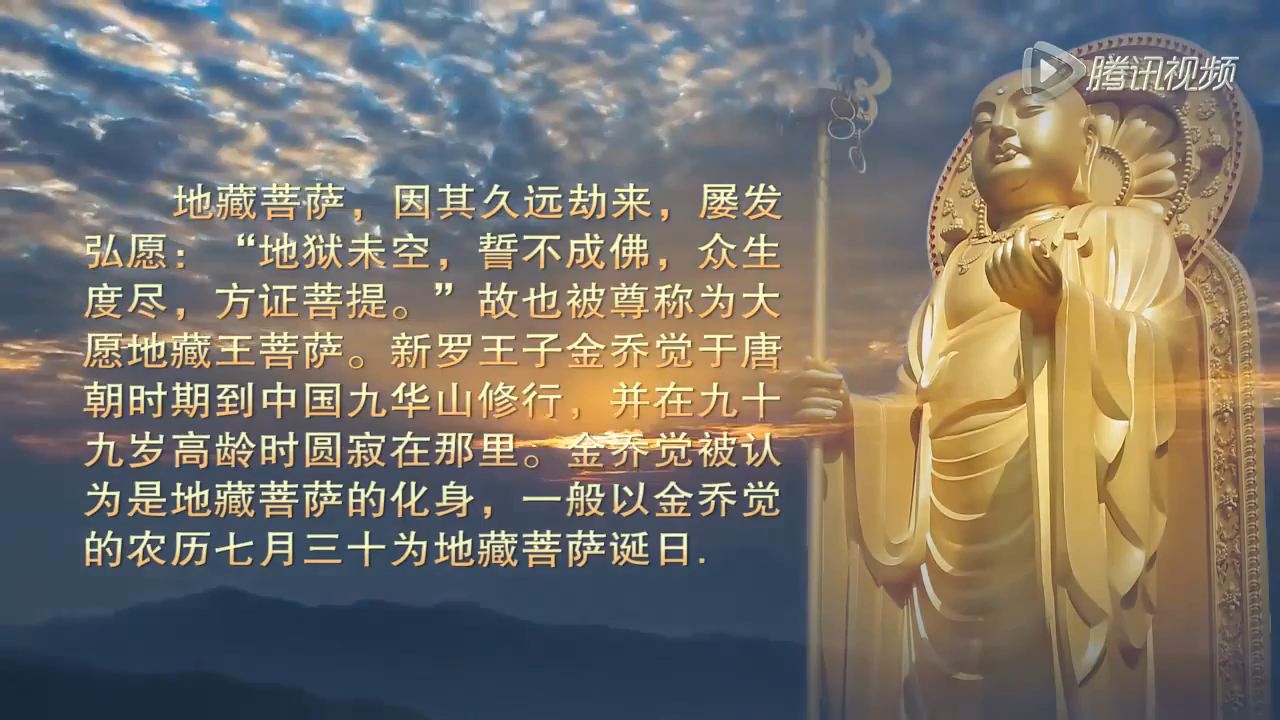 腾讯视频
地藏菩萨，因其久远劫来，屡发
弘愿：“地狱未空，誓不成佛，众生
度尽，方证菩提。”故也被尊称为大
愿地藏王菩萨。新罗王子金乔觉于唐
朝时期到中国九华山修行，并在九十
九岁高龄时圆寂在那里。金乔觉被认
为是地藏菩萨的化身，一般以金乔觉
的农历七月三十为地藏菩萨诞日.